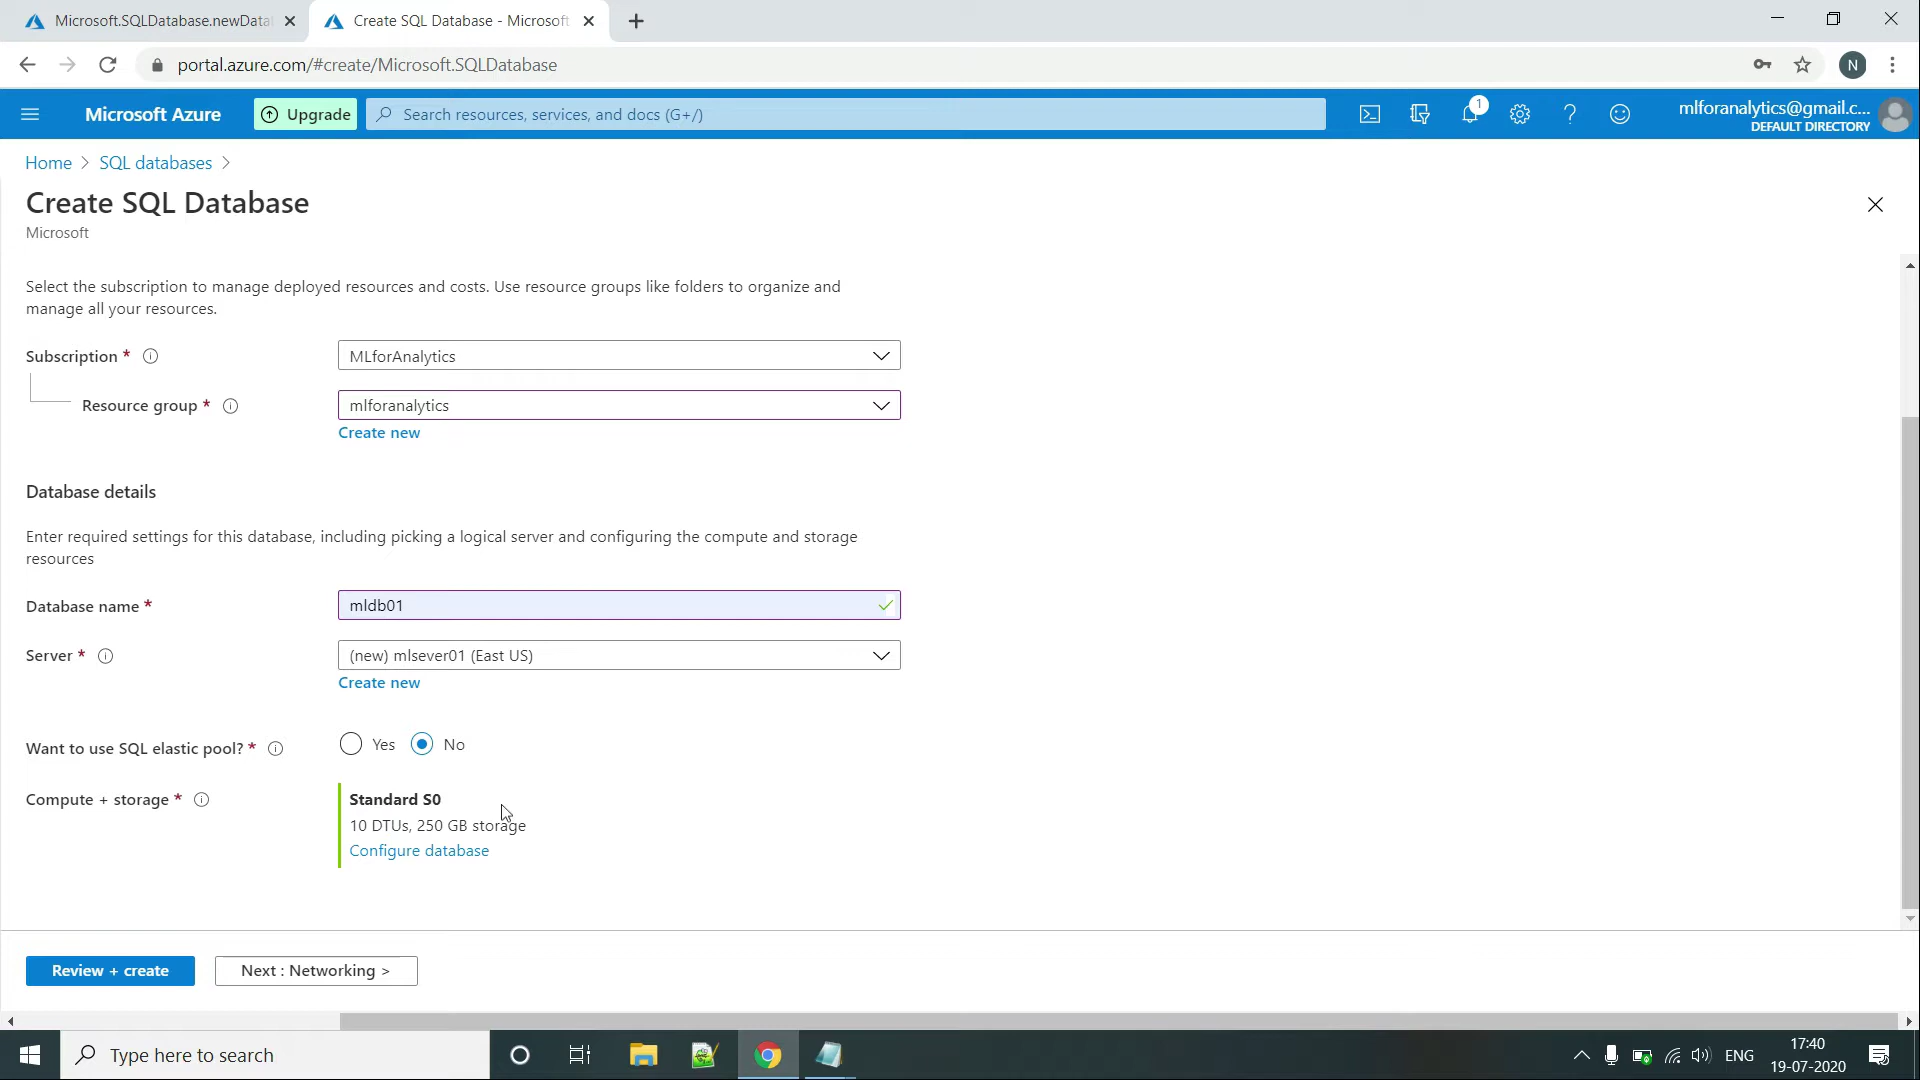 Microsoft.SQLDatabase.newData
Create SQL Database - Microsoft
portal.azure.com/#create/Microsoft.SQLDatabase
N
Microsoft Azure
Upgrade
Search resources, services, and docs (G+/)
1
mlforanalytics@gmail.c...
DEFAULT DIRECTORY
Home > SQL databases >
Create SQL Database
Microsoft
Select the subscription to manage deployed resources and costs. Use resource groups like folders to organize and
manage all your resources.
Subscription *
MLforAnalytics
Resource group *
mlforanalytics
Create new
Database details
Enter required settings for this database, including picking a logical server and configuring the compute and storage
resources
Database name *
mldb01
Server *
(new) mlsever01 (East US)
Create new
Want to use SQL elastic pool? *
Yes
No
Compute + storage *
Standard S0
10 DTUs, 250 GB storage
Configure database
Review + create
Next : Networking >
Type here to search
ENG
17:40
19-07-2020